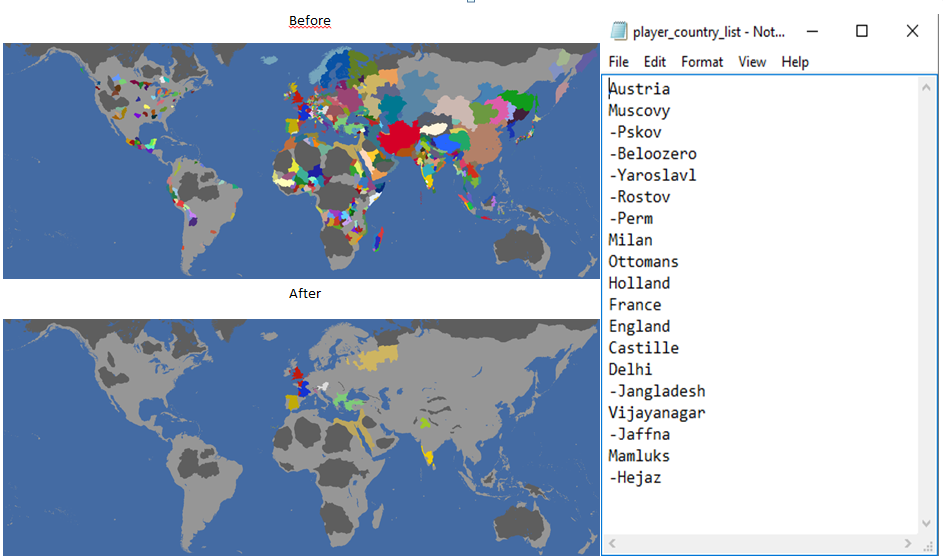 Before
After
player_country_list - Not...
File Edit Format View Help
Austria
Muscovy
-Pskov
-Beloozero
-Yaroslavl
-Rostov
-Perm
Milan
Ottomans
Holland
France
England
Castille
Delhi
-Jangladesh
Vijayanagar
-Jaffna
Mamluks
-Hejaz